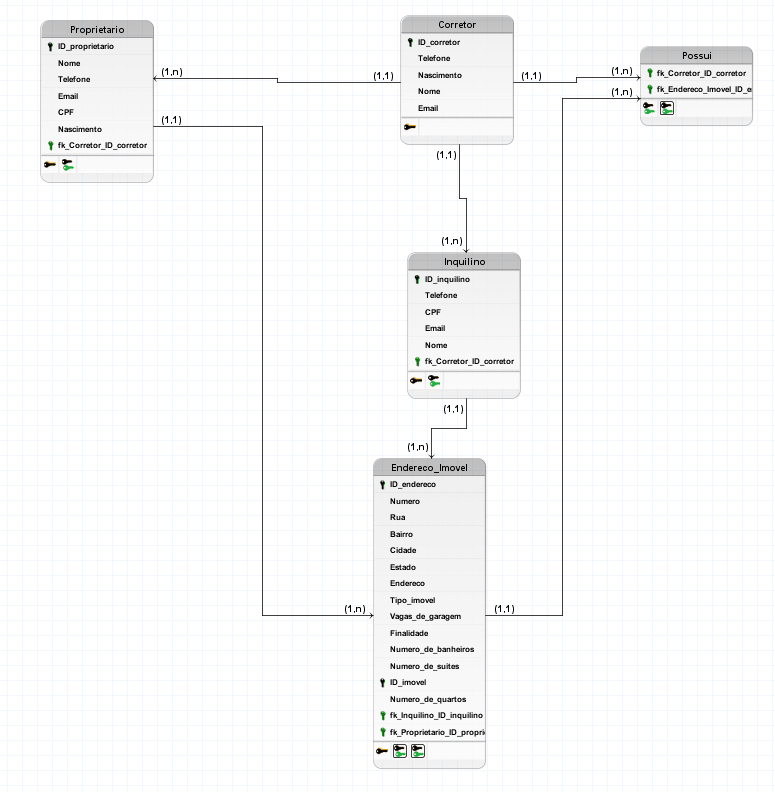 Proprietario
ID_proprietario
Nome
Telefone
Email
CPF
Nascimento
fk_Corretor_ID_corretor
(1,n)
(1,1)
(1,1)
Corretor
ID_corretor
Telefone
Nascimento
Nome
Email
(1,1)
(1,n)
(1,n)
Possui
fk_Corretor_ID_corretor
fk_Endereco_Imovel_ID_e
(1,1)
(1,n)
Inquilino
ID_inquilino
Telefone
CPF
Email
Nome
fk_Corretor_ID_corretor
(1,1)
(1,n)
Endereco_Imovel
ID_endereco
Numero
Rua
Bairro
Cidade
Estado
Endereco
Tipo_imovel
Vagas_de_garagem
Finalidade
Numero_de_banheiros
Numero_de_suites
ID_imovel
Numero_de_quartos
fk_Inquilino_ID_inquilino
fk_Proprietario_ID_propri
(1,n)
(1,1)